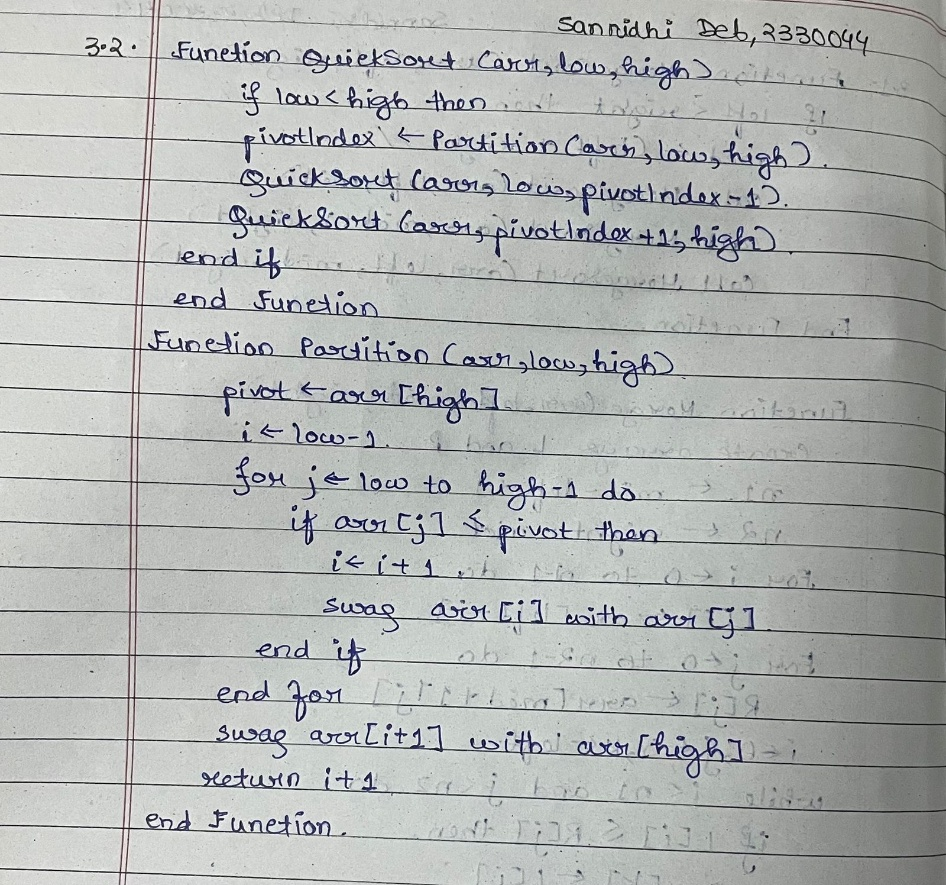 Sannidhi Deb, 2330044
3.2. Function QuickSort (arr, low, high)
if low < high then
pivotIndex ← Partition (arr, low, high).
QuickSort (arr, low, pivotIndex-1).
QuickSort (arr, pivotIndex+1, high)
end if
end Function
Function Partition (arr, low, high)
pivot ← arr [high]
i ← low-1.
for j ← low to high-1 do
if arr [j] ≤ pivot then
i ← i+1
swap arr [i] with arr [j]
end if
end for
swap arr[i+1] with arr [high]
return i+1
end Function.